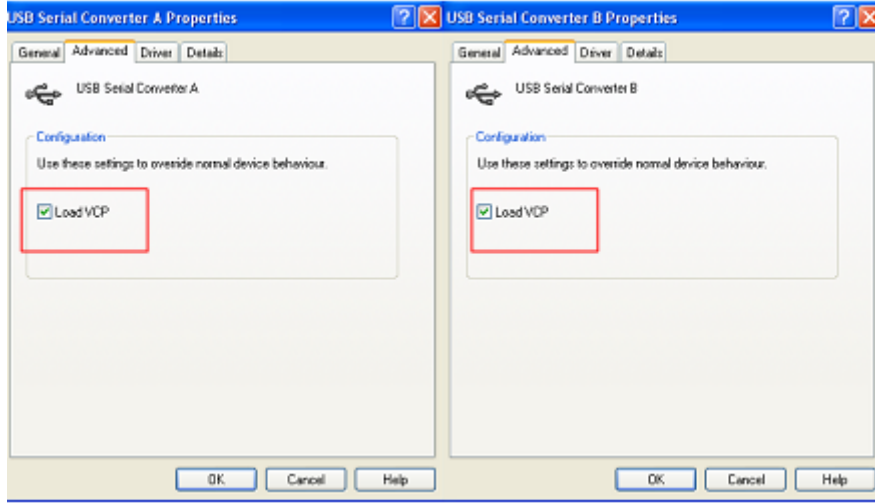 USB Serial Converter A Properties
General Advanced Driver Details
USB Serial Converter A
Configuration
Use these settings to override normal device behaviour.
Load VCP
OK Cancel Help
USB Serial Converter B Properties
General Advanced Driver Details
USB Serial Converter B
Configuration
Use these settings to override normal device behaviour.
Load VCP
OK Cancel Help